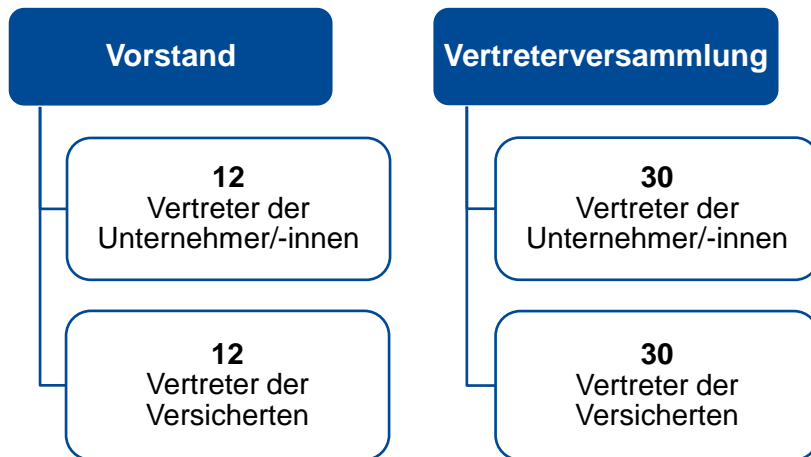 Vorstand
12
Vertreter der
Unternehmer/-innen
12
Vertreter der
Versicherten
Vertreterversammlung
30
Vertreter der
Unternehmer/-innen
30
Vertreter der
Versicherten